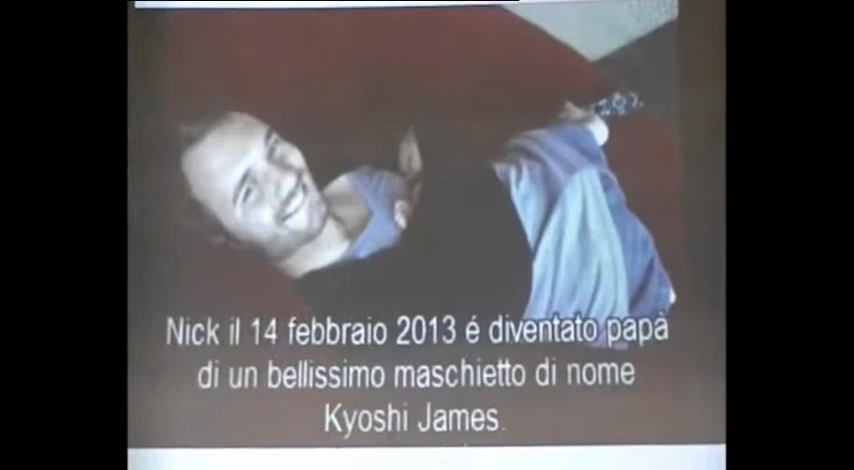 Nick il 14 febbraio 2013 é diventato papà
di un bellissimo maschietto di nome
Kyoshi James.